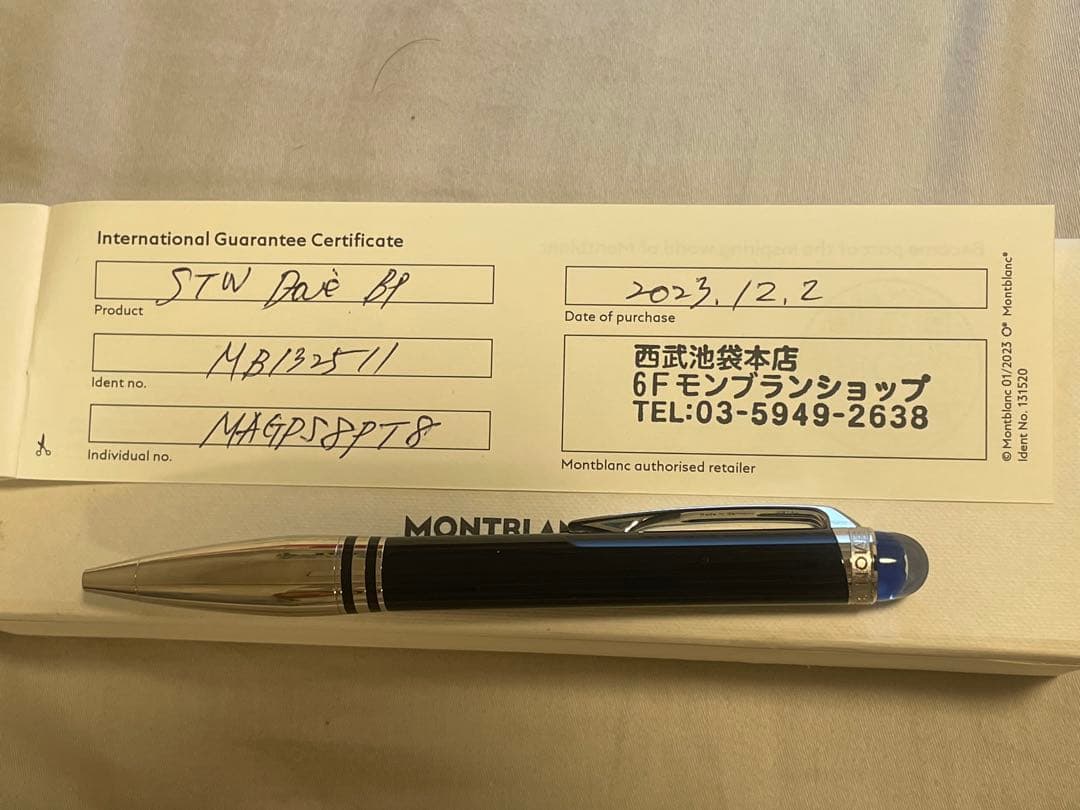 International Guarantee Certificate
STW Doué BP
Product
MB132511
Ident no.
MAGPS8PT8
Individual no.
2023.12.2
Date of purchase
西武池袋本店
6Fモンブランショップ
TEL:03-5949-2638
Montblanc authorised retailer
© Montblanc 01/2023 Montblanc®
Ident No. 131520
MONTBLAN